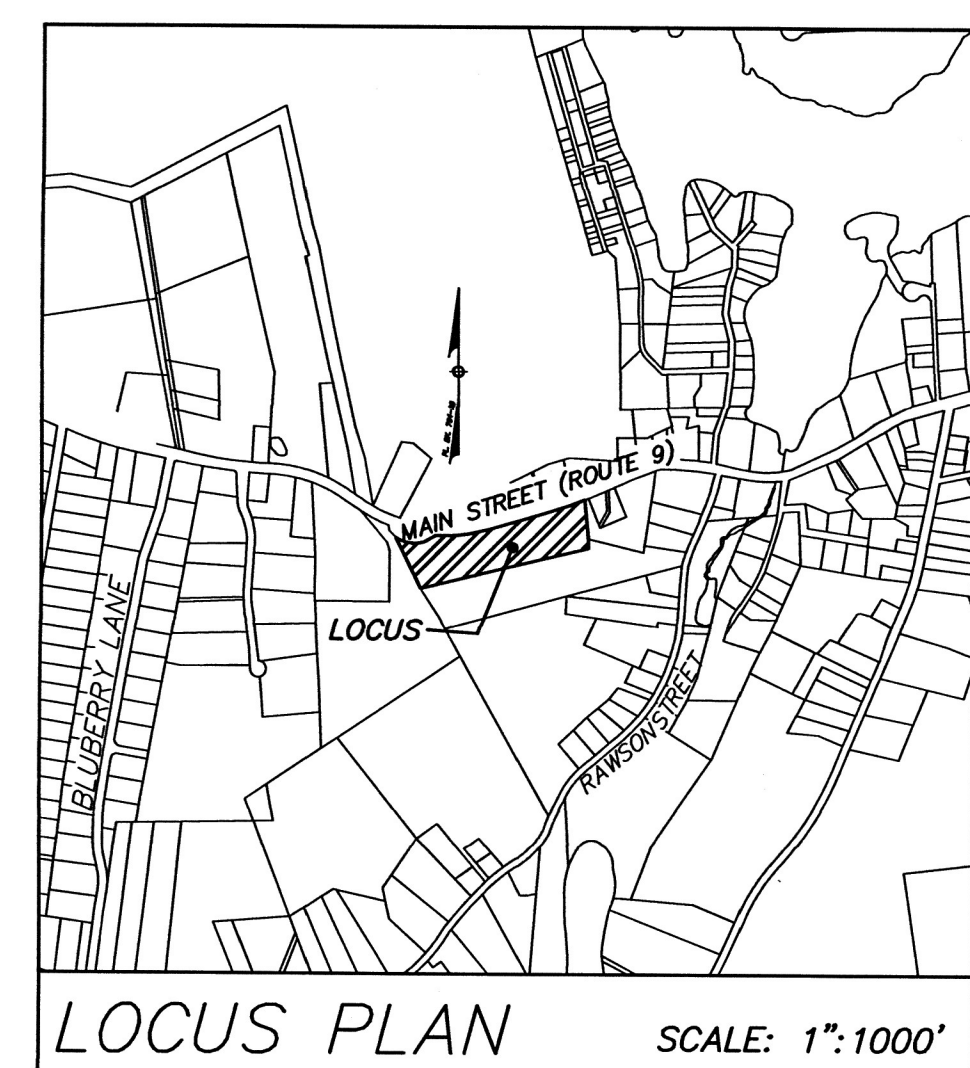 MAIN STREET (ROUTE 9)
LOCUS
BLUBERRY LANE
RAWSON STREET
LOCUS PLAN
SCALE: 1":1000'